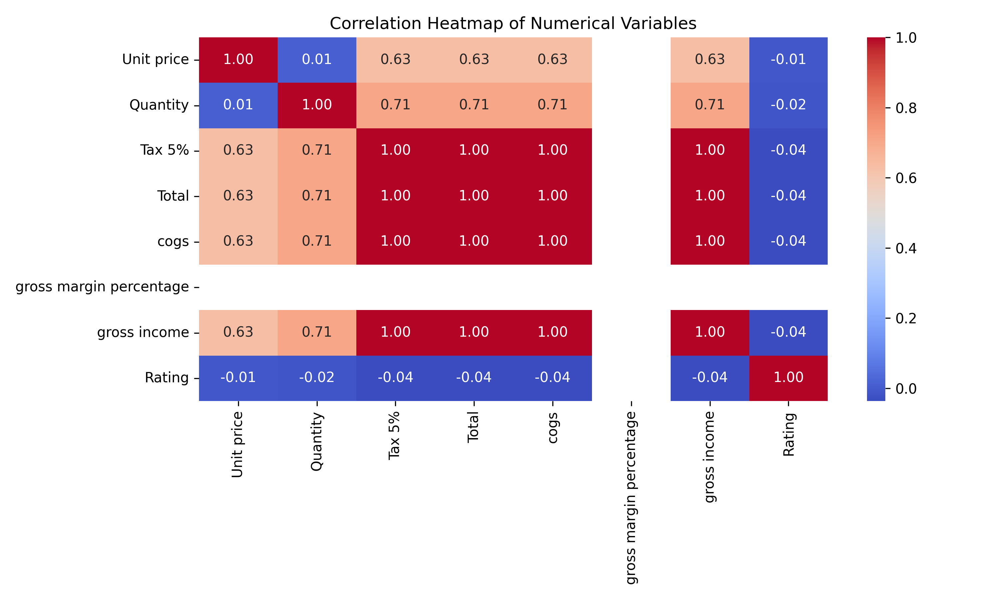 Correlation Heatmap of Numerical Variables
Unit price 1.00 0.01 0.63 0.63 0.63 0.63 -0.01
Quantity 0.01 1.00 0.71 0.71 0.71 0.71 -0.02
Tax 5% 0.63 0.71 1.00 1.00 1.00 1.00 -0.04
Total 0.63 0.71 1.00 1.00 1.00 1.00 -0.04
cogs 0.63 0.71 1.00 1.00 1.00 1.00 -0.04
gross margin percentage
gross income 0.63 0.71 1.00 1.00 1.00 1.00 -0.04
Rating -0.01 -0.02 -0.04 -0.04 -0.04 -0.04 1.00
Unit price
Quantity
Tax 5%
Total
cogs
gross margin percentage
gross income
Rating
1.0
0.8
0.6
0.4
0.2
0.0